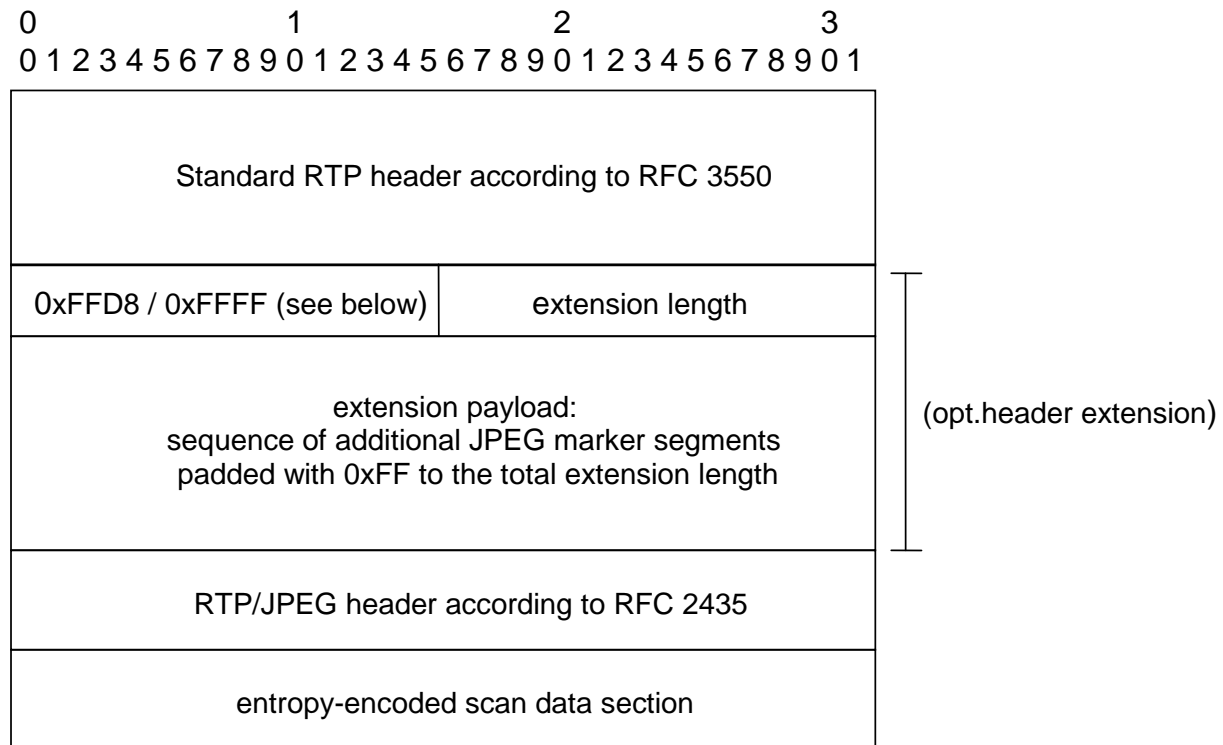 0 1 2 3
0 1 2 3 4 5 6 7 8 9 0 1 2 3 4 5 6 7 8 9 0 1 2 3 4 5 6 7 8 9 0 1
Standard RTP header according to RFC 3550
0xFFD8 / 0xFFFF (see below) extension length
extension payload:
sequence of additional JPEG marker segments
padded with 0xFF to the total extension length
(opt.header extension)
RTP/JPEG header according to RFC 2435
entropy-encoded scan data section